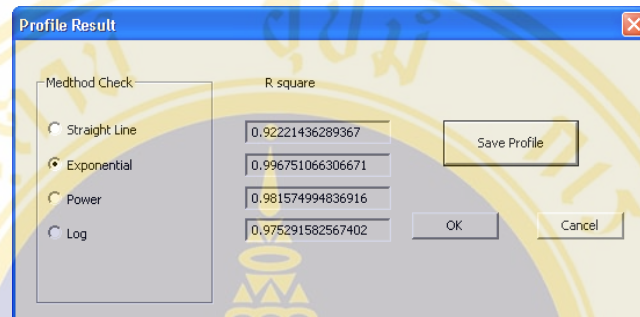 Profile Result
Medthod Check
R square
Straight Line
0.92221436289367
Exponential
0.996751066306671
Power
0.981574994836916
Log
0.975291582567402
Save Profile
OK
Cancel